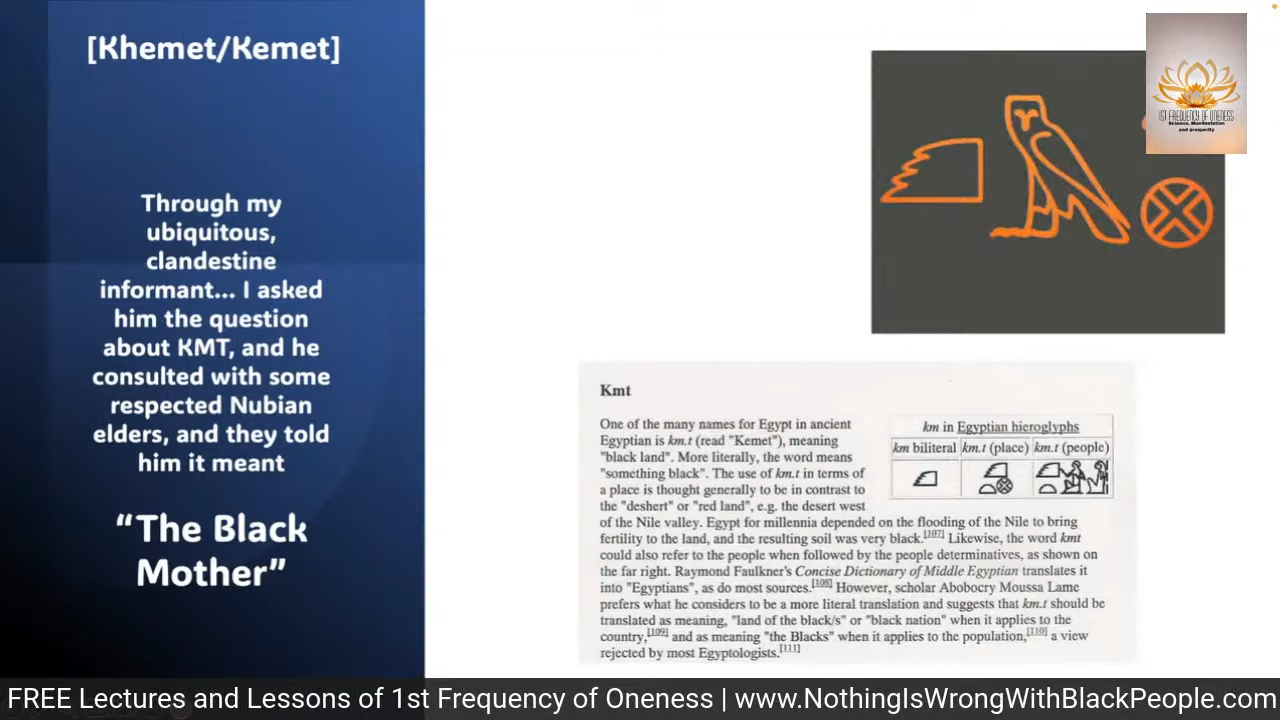 [Khemet/Kemet]
Through my
ubiquitous,
clandestine
informant... I asked
him the question
about KMT, and he
consulted with some
respected Nubian
elders, and they told
him it meant
“The Black
Mother”
1ST FREQUENCY OF ONENESS
Science, Manifestation
and prosperity
Kmt
One of the many names for Egypt in ancient
Egyptian is km.t (read "Kemet"), meaning
"black land". More literally, the word means
"something black". The use of km.t in terms of
a place is thought generally to be in contrast to
the "deshert" or "red land", e.g. the desert west
of the Nile valley. Egypt for millennia depended on the flooding of the Nile to bring
fertility to the land, and the resulting soil was very black.[107] Likewise, the word kmt
could also refer to the people when followed by the people determinatives, as shown on
the far right. Raymond Faulkner's Concise Dictionary of Middle Egyptian translates it
into "Egyptians", as do most sources.[108] However, scholar Abobocry Moussa Lame
prefers what he considers to be a more literal translation and suggests that km.t should be
translated as meaning, "land of the black/s" or "black nation" when it applies to the
country,[109] and as meaning "the Blacks" when it applies to the population,[110] a view
rejected by most Egyptologists.[111]
km in Egyptian hieroglyphs
km biliteral km.t (place) km.t (people)
FREE Lectures and Lessons of 1st Frequency of Oneness | www.NothingIsWrongWithBlackPeople.com